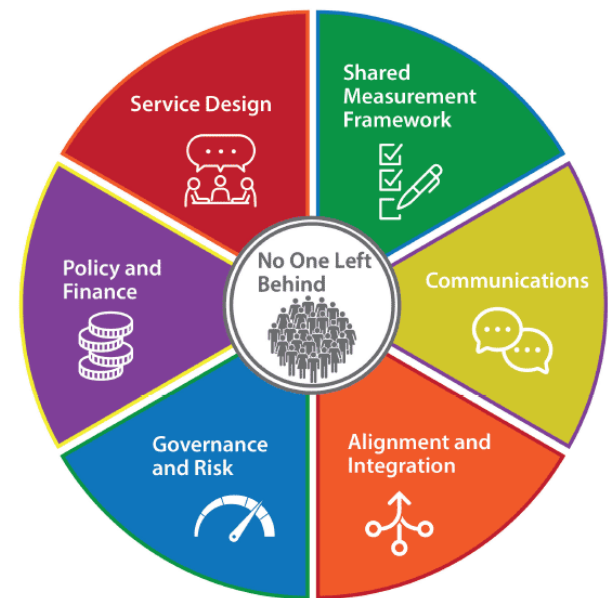 Service Design
Shared
Measurement
Framework
Communications
Alignment and
Integration
Governance
and Risk
Policy and
Finance
No One Left
Behind